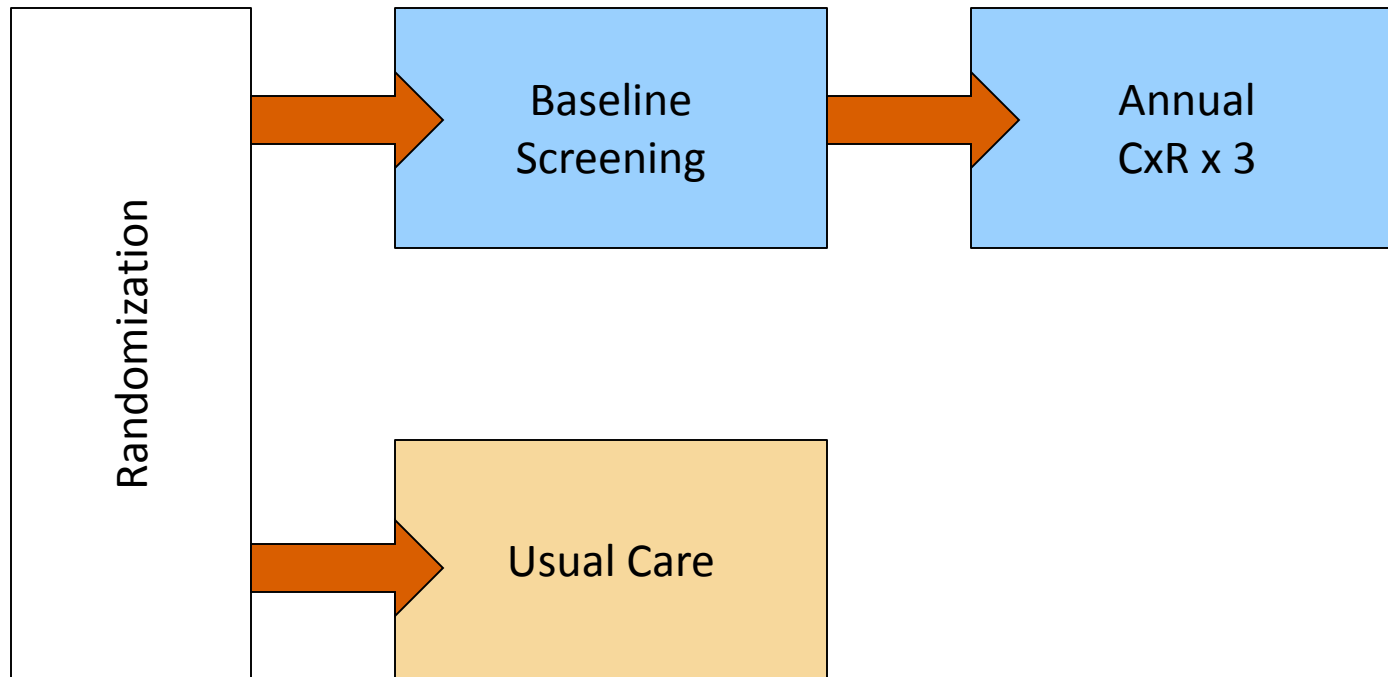 Randomization
Baseline
Screening
Annual
CxR x 3
Usual Care